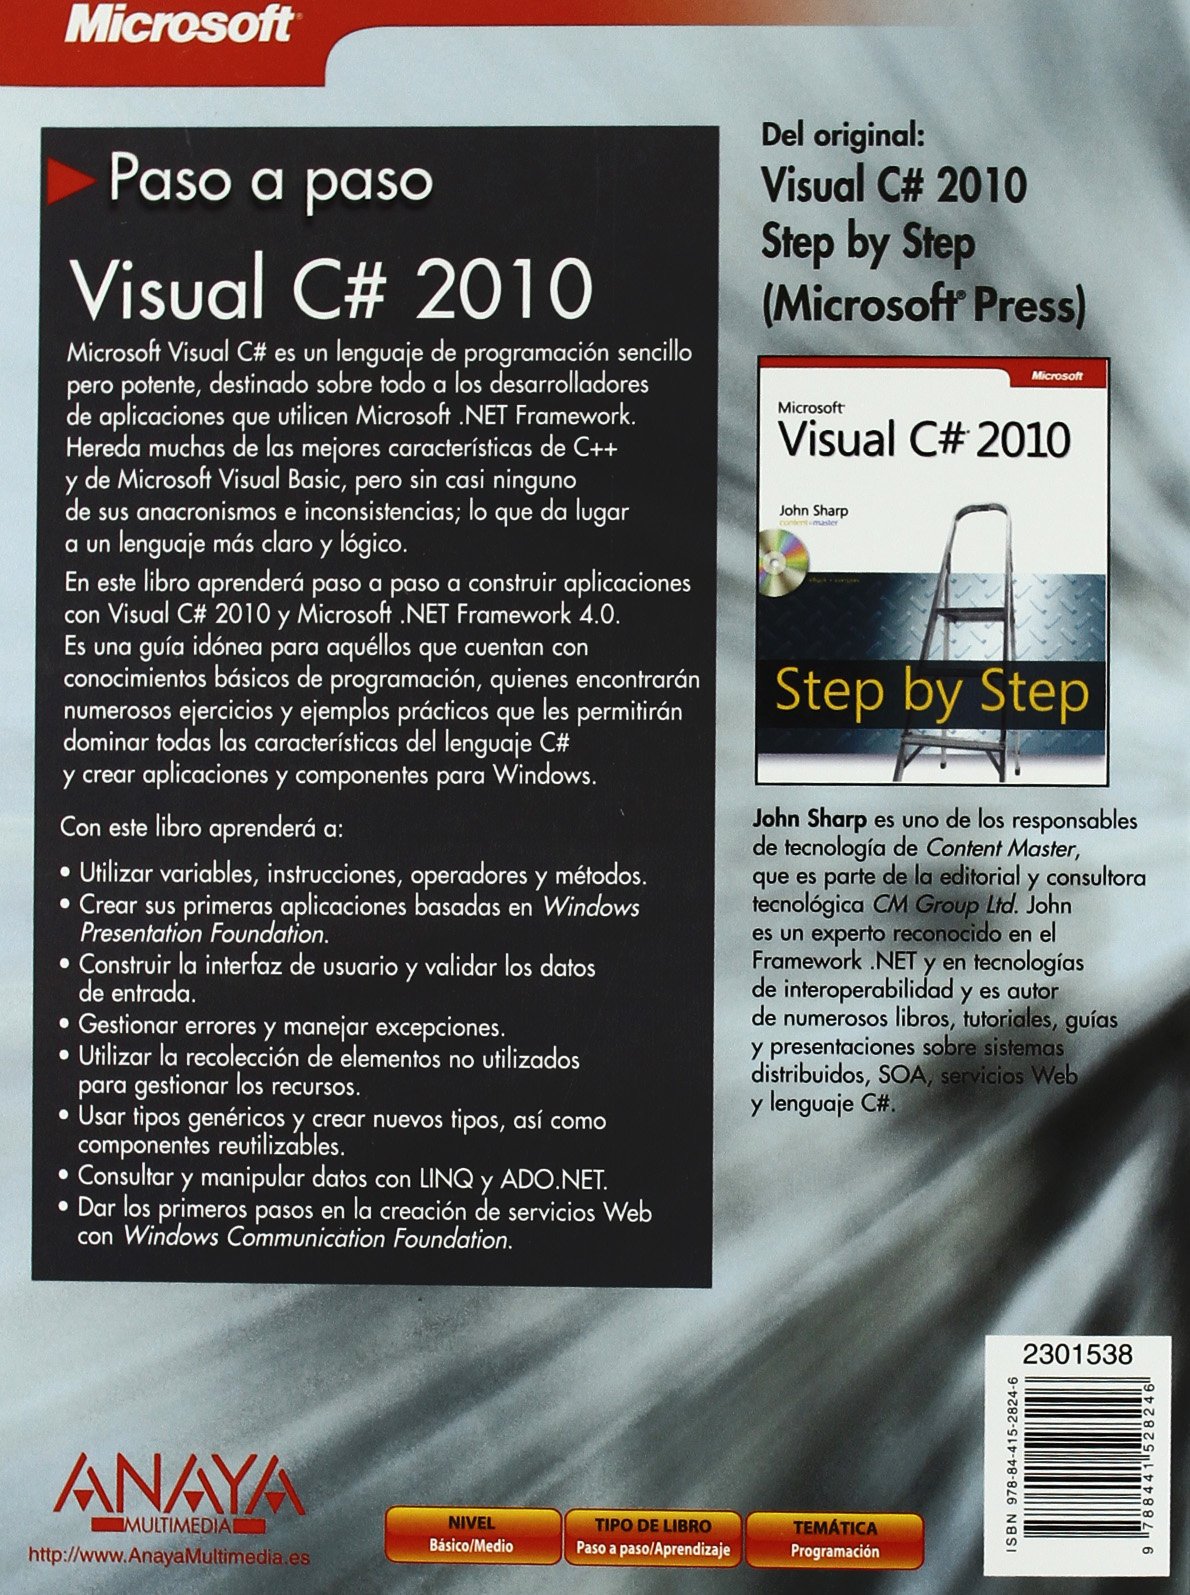 Microsoft®
Paso a paso
Visual C# 2010
Microsoft Visual C# es un lenguaje de programación sencillo
pero potente, destinado sobre todo a los desarrolladores
de aplicaciones que utilicen Microsoft .NET Framework.
Hereda muchas de las mejores características de C++
y de Microsoft Visual Basic, pero sin casi ninguno
de sus anacronismos e inconsistencias; lo que da lugar
a un lenguaje más claro y lógico.
En este libro aprenderá paso a paso a construir aplicaciones
con Visual C# 2010 y Microsoft .NET Framework 4.0.
Es una guía idónea para aquéllos que cuentan con
conocimientos básicos de programación, quienes encontrarán
numerosos ejercicios y ejemplos prácticos que les permitirán
dominar todas las características del lenguaje C#
y crear aplicaciones y componentes para Windows.
Con este libro aprenderá a:
• Utilizar variables, instrucciones, operadores y métodos.
• Crear sus primeras aplicaciones basadas en Windows
Presentation Foundation.
• Construir la interfaz de usuario y validar los datos
de entrada.
• Gestionar errores y manejar excepciones.
• Utilizar la recolección de elementos no utilizados
para gestionar los recursos.
• Usar tipos genéricos y crear nuevos tipos, así como
componentes reutilizables.
• Consultar y manipular datos con LINQ y ADO.NET.
• Dar los primeros pasos en la creación de servicios Web
con Windows Communication Foundation.
Del original:
Visual C# 2010
Step by Step
(Microsoft® Press)
Microsoft
Microsoft®
Visual C#® 2010
John Sharp
content master
Step by Step
John Sharp es uno de los responsables
de tecnología de Content Master,
que es parte de la editorial y consultora
tecnológica CM Group Ltd. John
es un experto reconocido en el
Framework .NET y en tecnologías
de interoperabilidad y es autor
de numerosos libros, tutoriales, guías
y presentaciones sobre sistemas
distribuidos, SOA, servicios Web
y lenguaje C#.
2301538
ISBN 978-84-415-2824-6
9 788441 528246
ANAYA
MULTIMEDIA
http://www.AnayaMultimedia.es
NIVEL
Básico/Medio
TIPO DE LIBRO
Paso a paso/Aprendizaje
TEMÁTICA
Programación